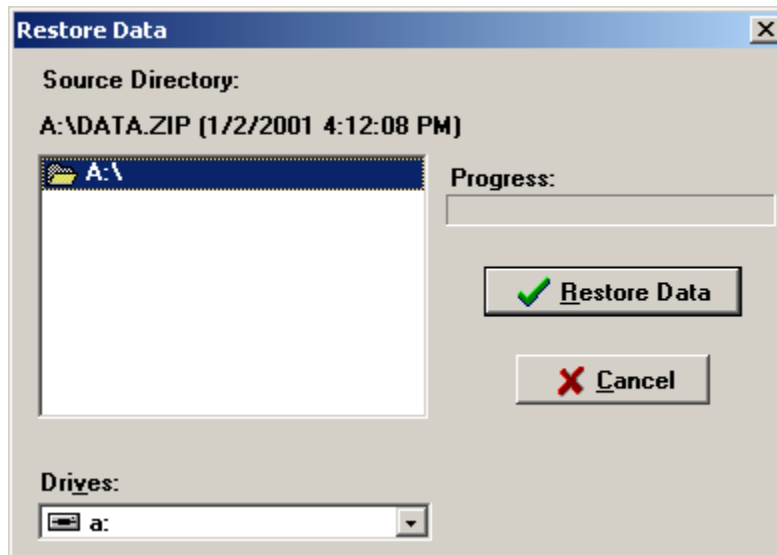 Restore Data
Source Directory:
A:\DATA.ZIP (1/2/2001 4:12:08 PM)
A:\
Progress:
Restore Data
Cancel
Drives:
a: